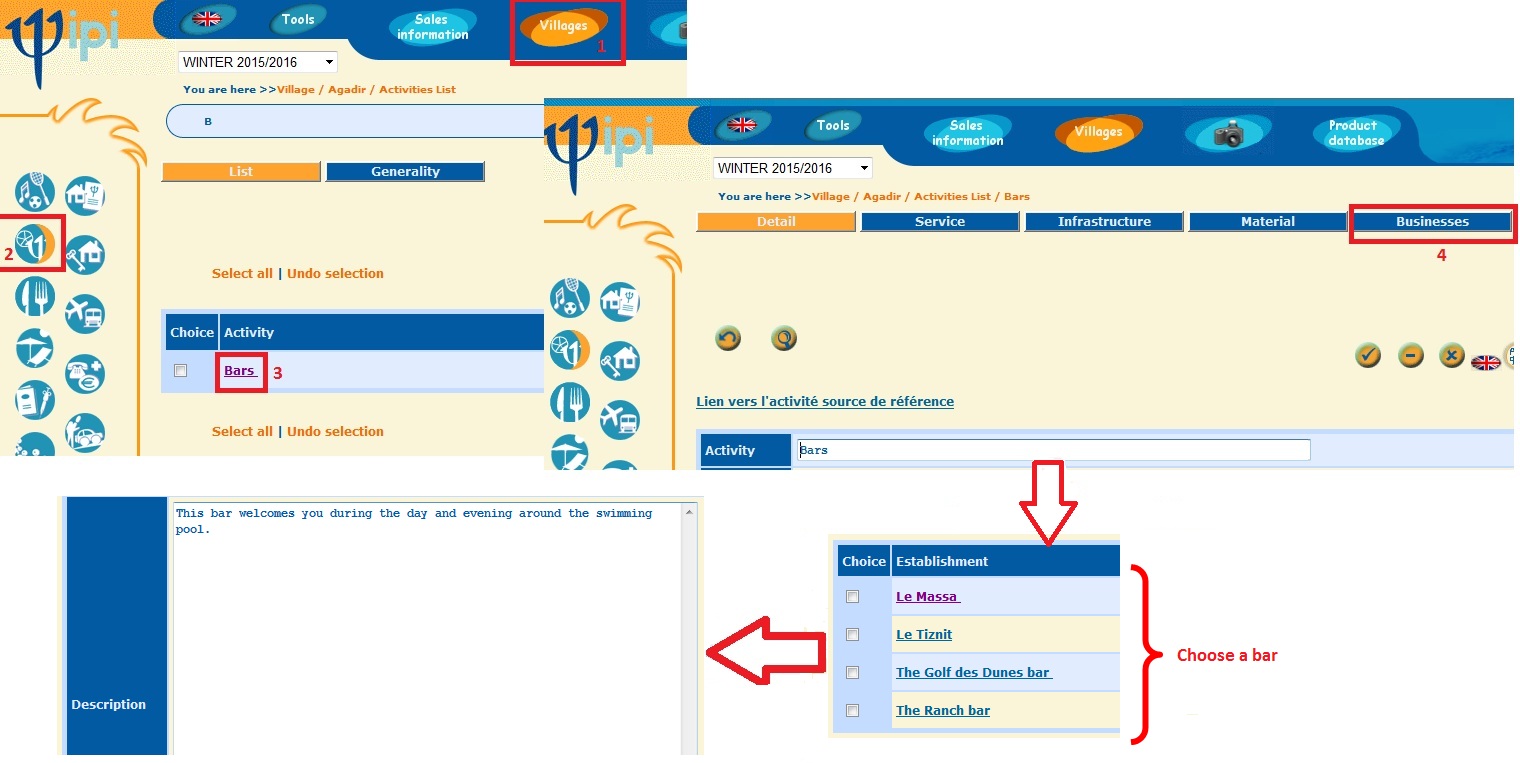 ipi
Tools
Sales
information
Villages
1
WINTER 2015/2016
You are here >>Village / Agadir / Activities List
B
List
Generality
2
Select all | Undo selection
Choice
Activity
Bars
3
Select all | Undo selection
ipi
Tools
Sales
information
Villages
Product
database
WINTER 2015/2016
You are here >>Village / Agadir / Activities List / Bars
Detail
Service
Infrastructure
Material
Businesses
4
Lien vers l'activité source de référence
Activity
Bars
Choice
Establishment
Le Massa
Le Tiznit
The Golf des Dunes bar
The Ranch bar
Choose a bar
Description
This bar welcomes you during the day and evening around the swimming
pool.